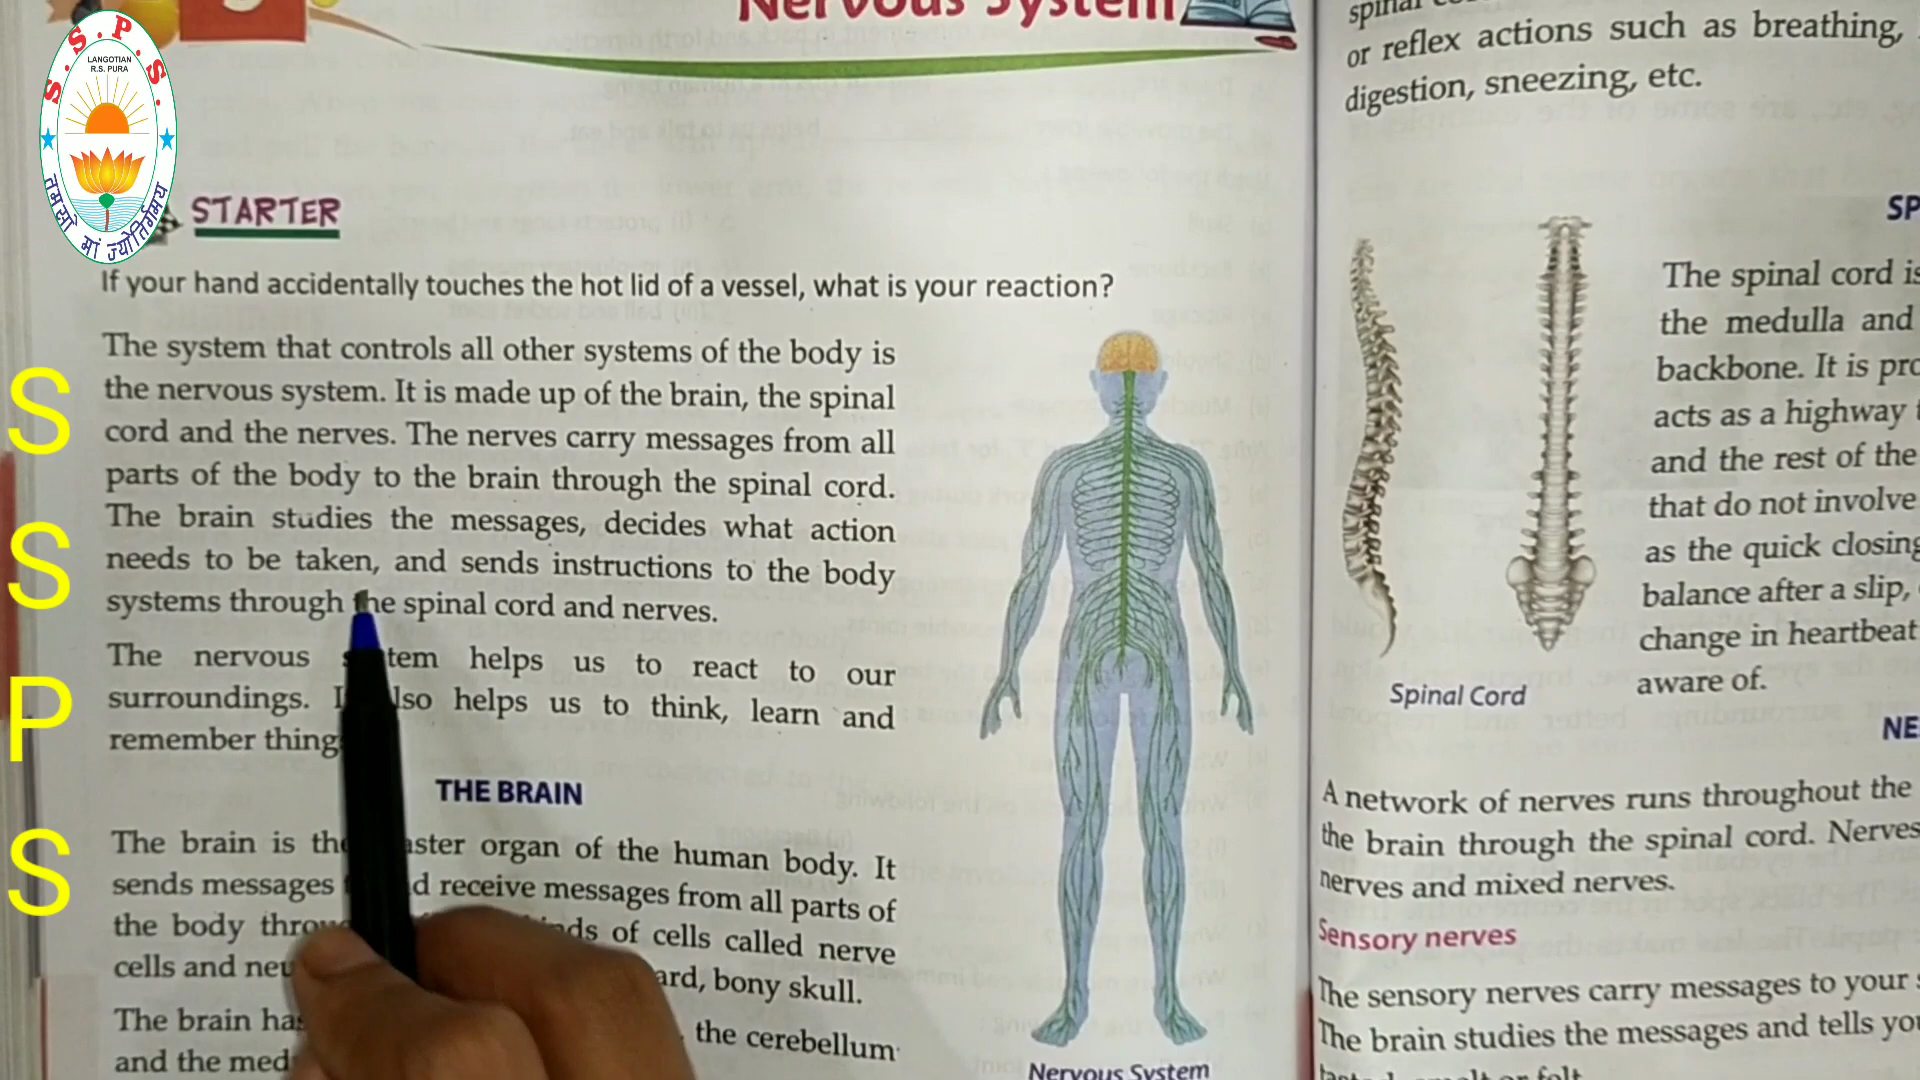 Nervous System
S.S.P.S.
LANGOTIAN
R.S. PURA
तमसो मां ज्योतिर्गमय
STARTER
If your hand accidentally touches the hot lid of a vessel, what is your reaction?
The system that controls all other systems of the body is
the nervous system. It is made up of the brain, the spinal
cord and the nerves. The nerves carry messages from all
parts of the body to the brain through the spinal cord.
The brain studies the messages, decides what action
needs to be taken, and sends instructions to the body
systems through the spinal cord and nerves.
The nervous system helps us to react to our
surroundings. It also helps us to think, learn and
remember thing
THE BRAIN
The brain is the master organ of the human body. It
sends messages and receive messages from all parts of
the body of cells called nerve
cells and bony skull.
The brain has the cerebellum
and the
Nervous System
S
S
P
S
or reflex actions such as breathing,
digestion, sneezing, etc.
SP
The spinal cord is
the medulla and
backbone. It is
acts as a highway
and the rest of the
that do not involve
as the quick closing
balance after a slip,
change in heartbeat
aware of.
Spinal Cord
NE
A network of nerves runs throughout the
the brain through the spinal cord. Nerves
nerves and mixed nerves.
Sensory nerves
The sensory nerves carry messages to your
The brain studies the messages and tells